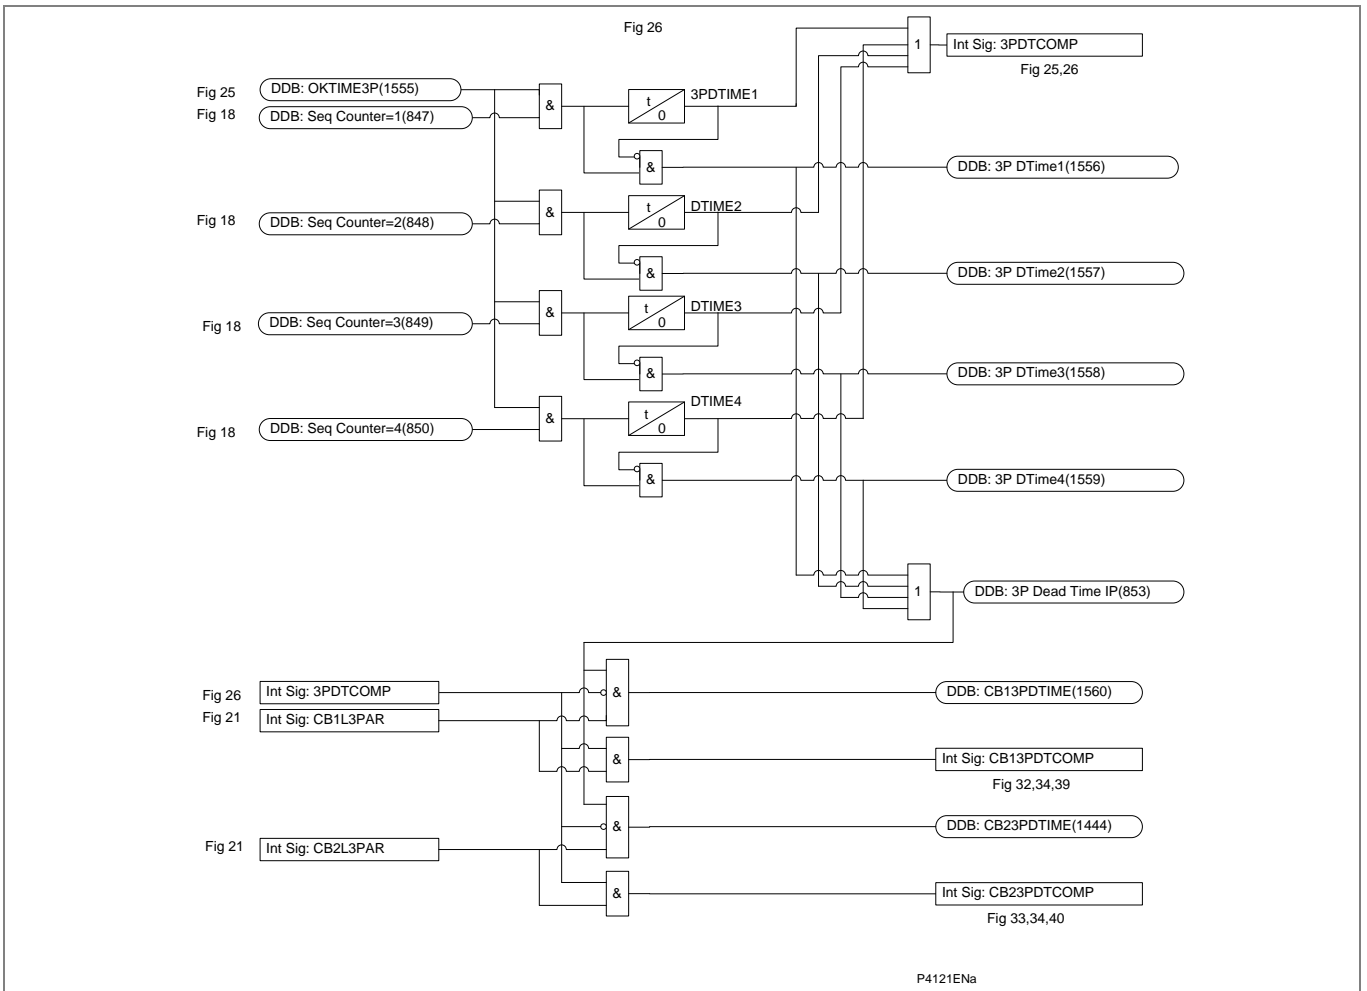 Fig 26
1
Int Sig: 3PDTCOMP
Fig 25,26
Fig 25
DDB: OKTIME3P(1555)
Fig 18
DDB: Seq Counter=1(847)
&
t
0
3PDTIME1
&
DDB: 3P DTime1(1556)
Fig 18
DDB: Seq Counter=2(848)
&
t
0
DTIME2
&
DDB: 3P DTime2(1557)
Fig 18
DDB: Seq Counter=3(849)
&
t
0
DTIME3
&
DDB: 3P DTime3(1558)
Fig 18
DDB: Seq Counter=4(850)
&
t
0
DTIME4
&
DDB: 3P DTime4(1559)
1
DDB: 3P Dead Time IP(853)
Fig 26
Int Sig: 3PDTCOMP
Fig 21
Int Sig: CB1L3PAR
&
DDB: CB13PDTIME(1560)
&
Int Sig: CB13PDTCOMP
Fig 32,34,39
&
DDB: CB23PDTIME(1444)
Fig 21
Int Sig: CB2L3PAR
&
Int Sig: CB23PDTCOMP
Fig 33,34,40
P4121ENa